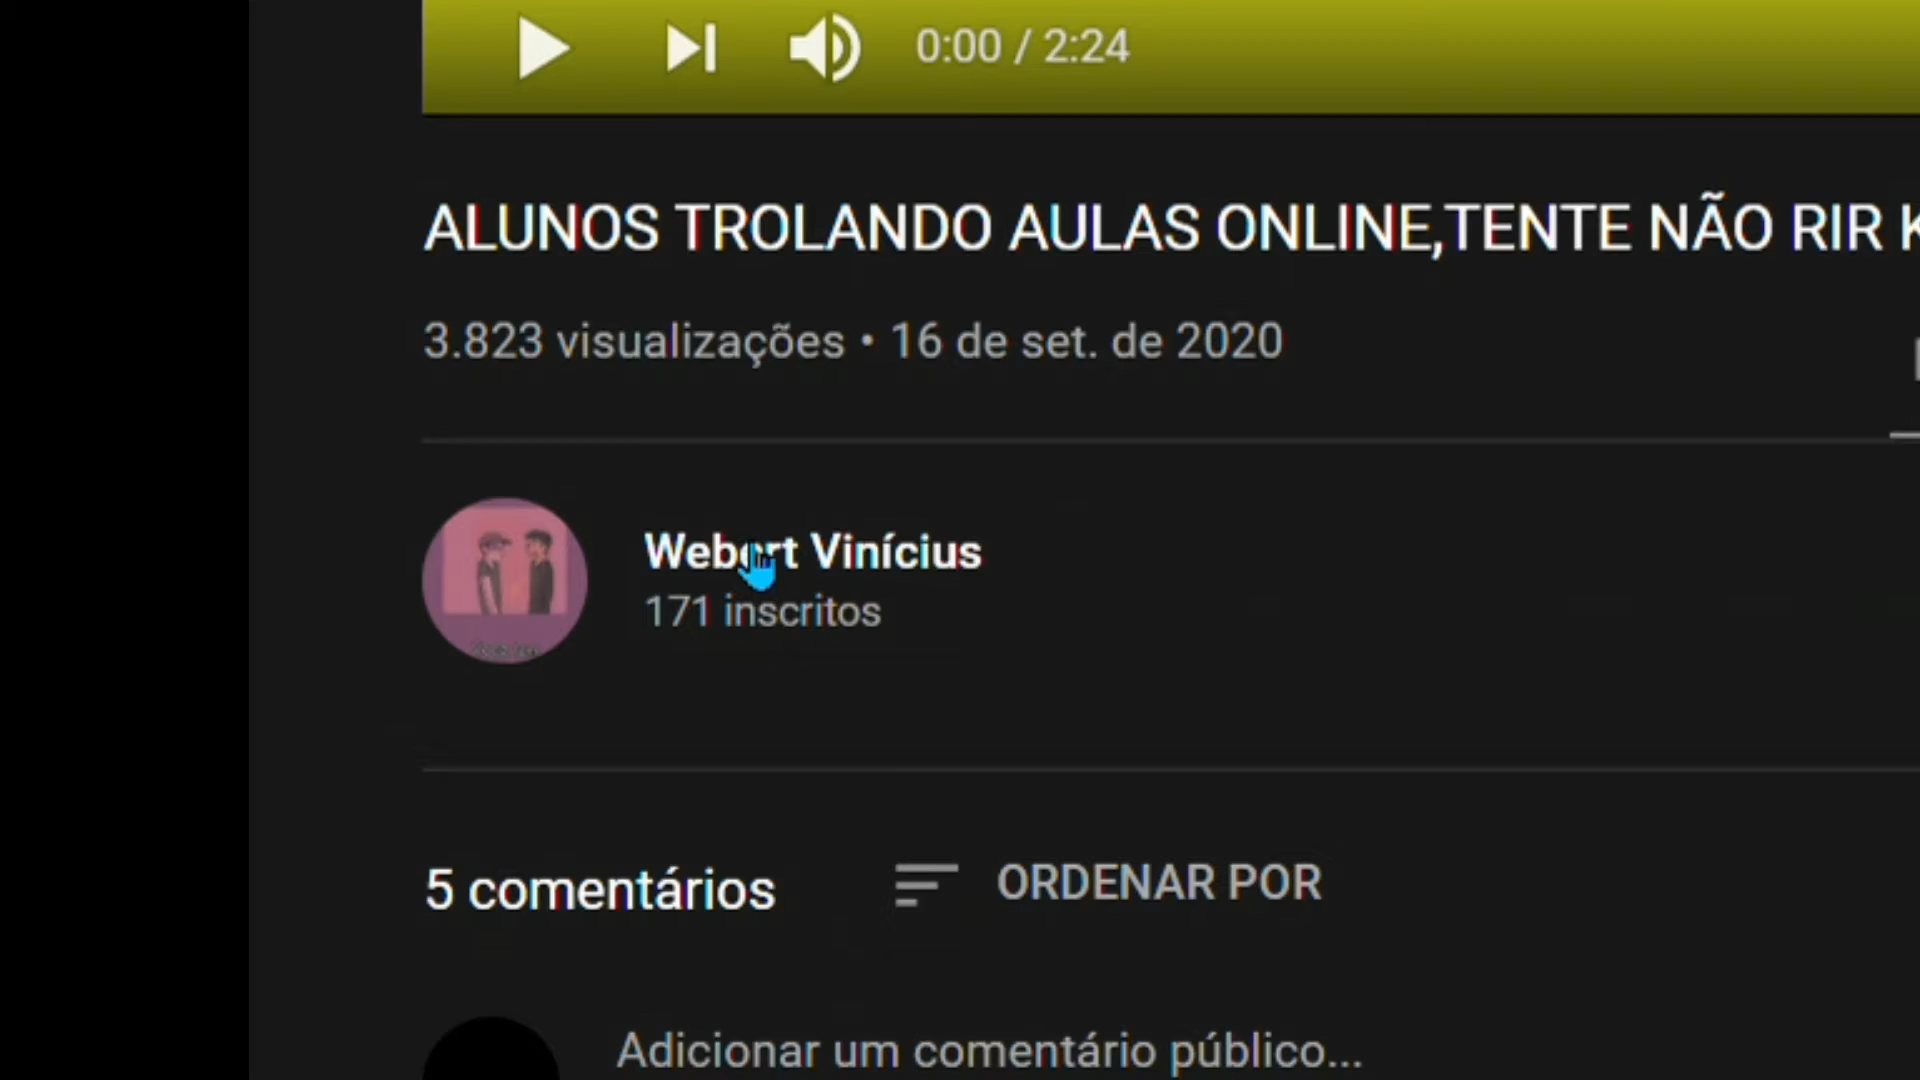 0:00 / 2:24
ALUNOS TROLANDO AULAS ONLINE,TENTE NÃO RIR K
3.823 visualizações • 16 de set. de 2020
Webert Vinícius
171 inscritos
5 comentários
ORDENAR POR
Adicionar um comentário público...